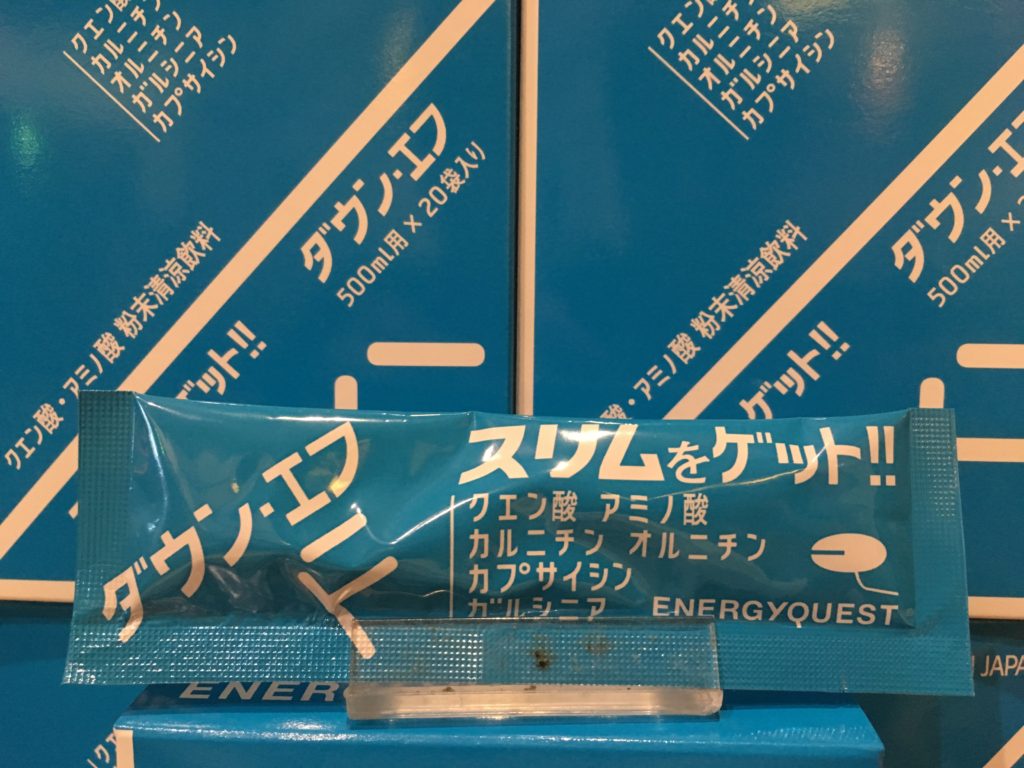 クエン酸
カルニチン
オルニチン
ガルシニア
カプサイシン
クエン酸・アミノ酸 粉末清涼飲料
ダウン・エフ
500ml用 × 20袋入り
ゲット!!
クエン酸
カルニチン
オルニチン
ガルシニア
カプサイシン
酸・アミノ酸 粉末清涼飲料
ダウン・エ
500ml用 ×
ゲット!!
ダウン・エフ
スリムをゲット!!
クエン酸 アミノ酸
カルニチン オルニチン
カプサイシン
ガルシニア
ENERGYQUEST
ENER
JAPA